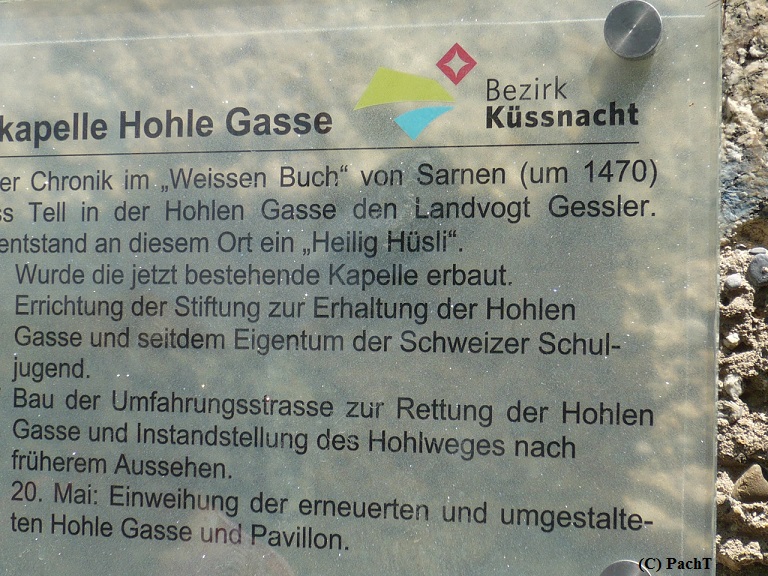 Bezirk
Küssnacht
kapelle Hohle Gasse
er Chronik im „Weissen Buch“ von Sarnen (um 1470)
s Tell in der Hohlen Gasse den Landvogt Gessler.
entstand an diesem Ort ein „Heilig Hüsli“.
Wurde die jetzt bestehende Kapelle erbaut.
Errichtung der Stiftung zur Erhaltung der Hohlen
Gasse und seitdem Eigentum der Schweizer Schul-
jugend.
Bau der Umfahrungsstrasse zur Rettung der Hohlen
Gasse und Instandstellung des Hohlweges nach
früherem Aussehen.
20. Mai: Einweihung der erneuerten und umgestalte-
ten Hohle Gasse und Pavillon.
(C) PachT